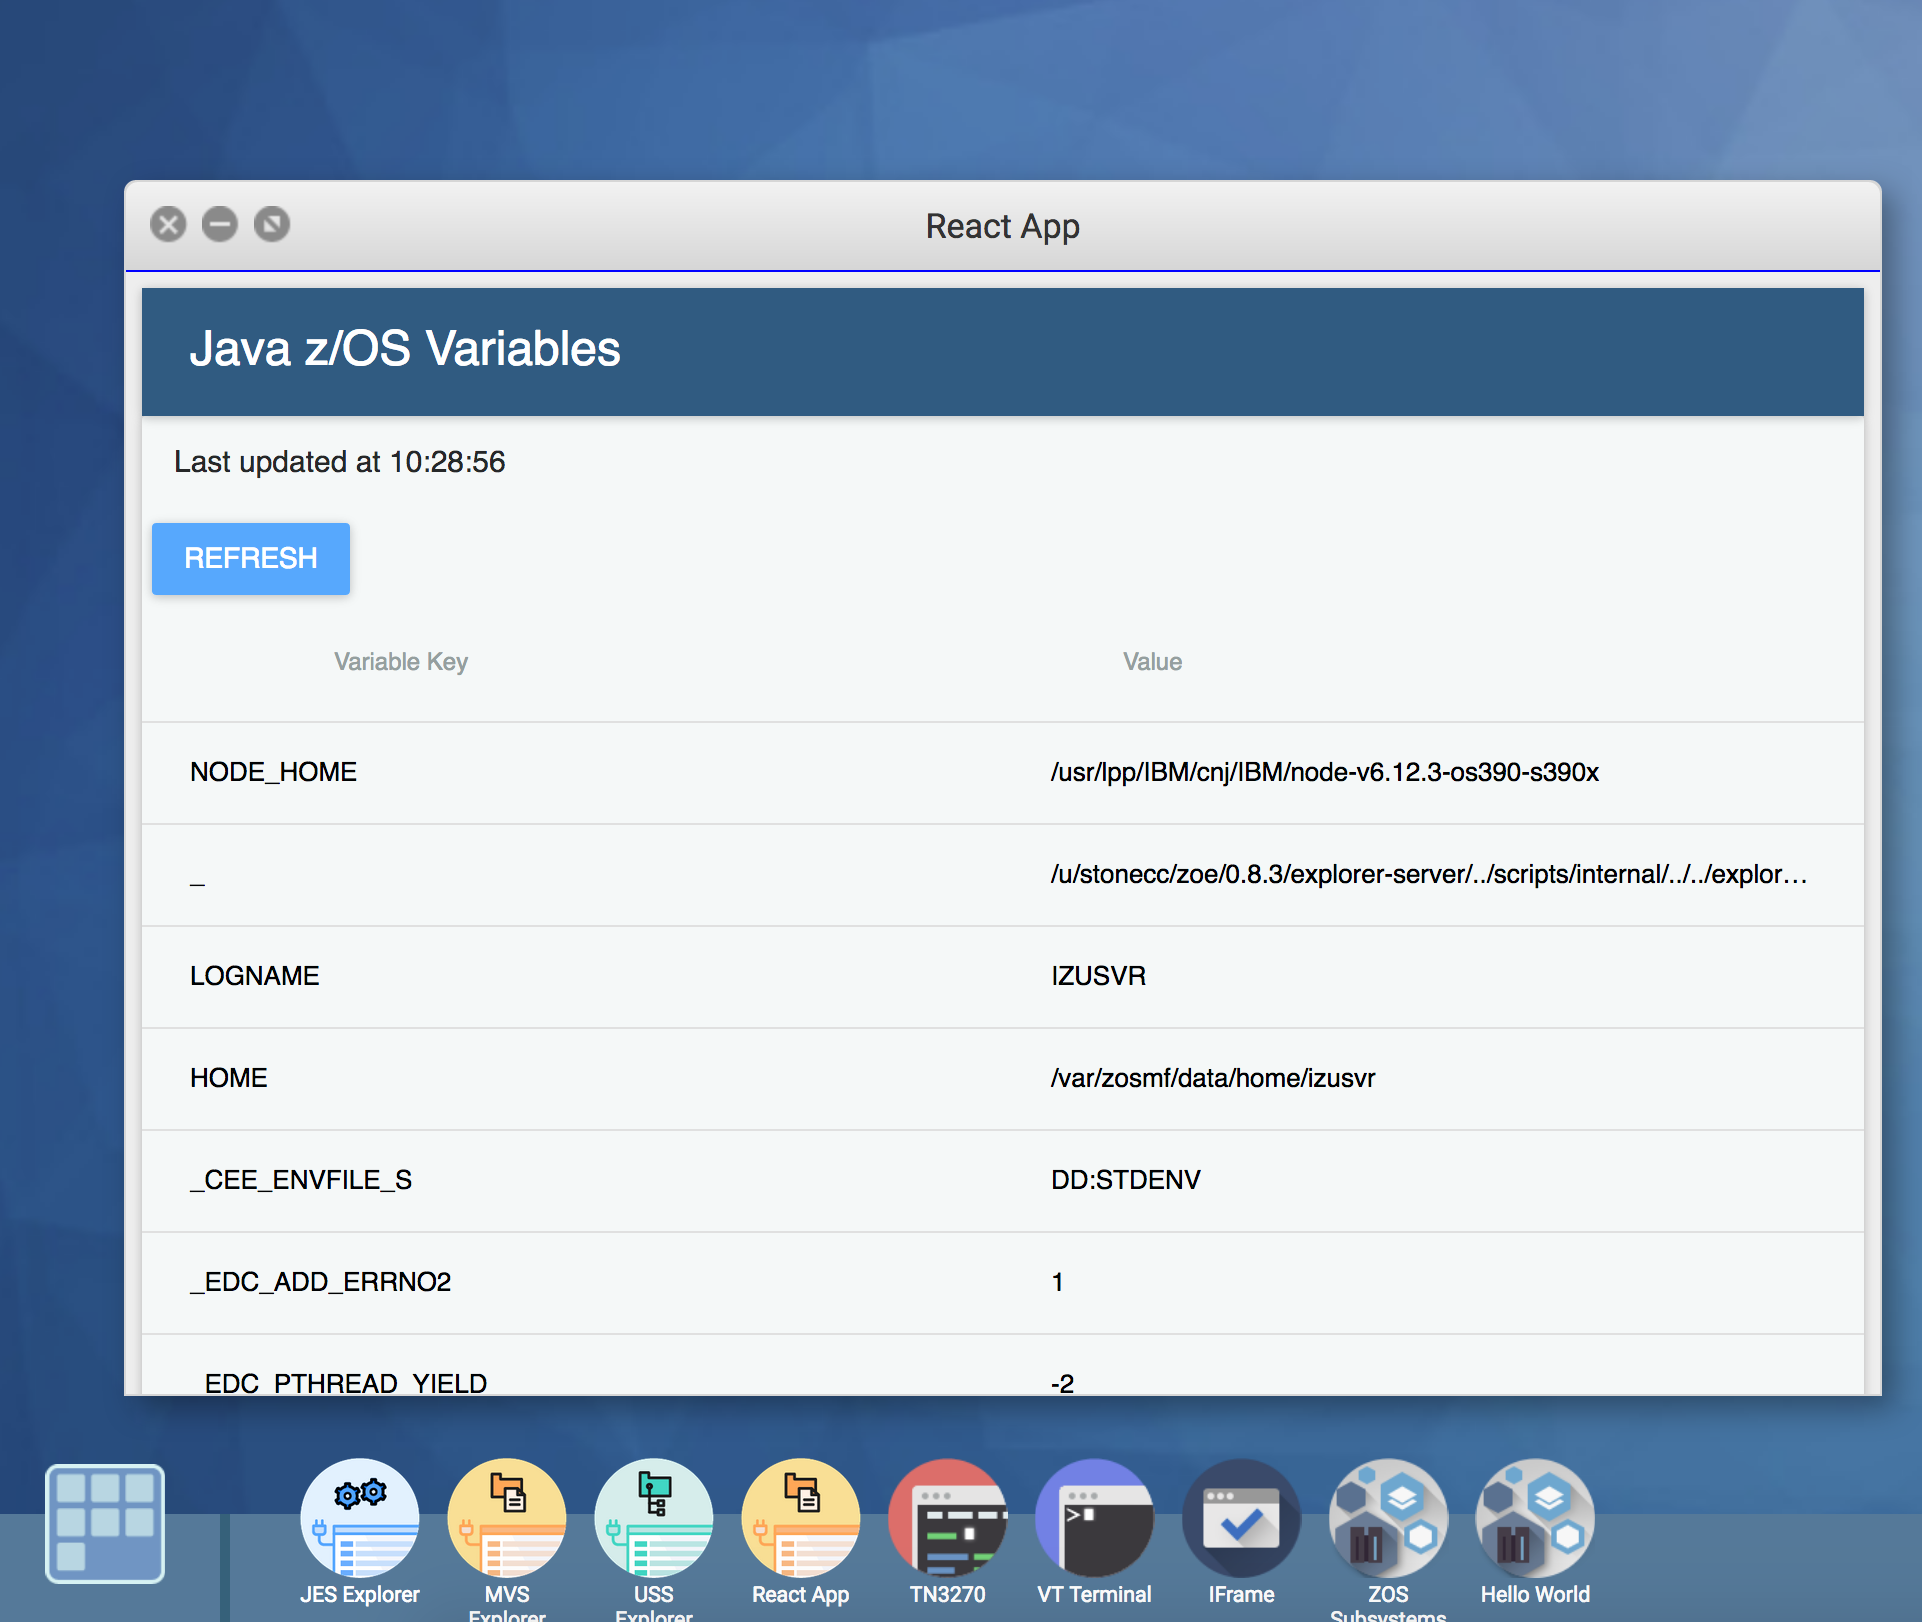 React App
Java z/OS Variables
Last updated at 10:28:56
REFRESH
Variable Key Value
NODE_HOME /usr/lpp/IBM/cnj/IBM/node-v6.12.3-os390-s390x
_ /u/stonecc/zoe/0.8.3/explorer-server/../scripts/internal/../../explor...
LOGNAME IZUSVR
HOME /var/zosmf/data/home/izusvr
_CEE_ENVFILE_S DD:STDENV
_EDC_ADD_ERRNO2 1
_EDC_PTHREAD_YIELD -2
JES Explorer MVS USS React App TN3270 VT Terminal IFrame ZOS Hello World
Explorer Explorer Subsystems